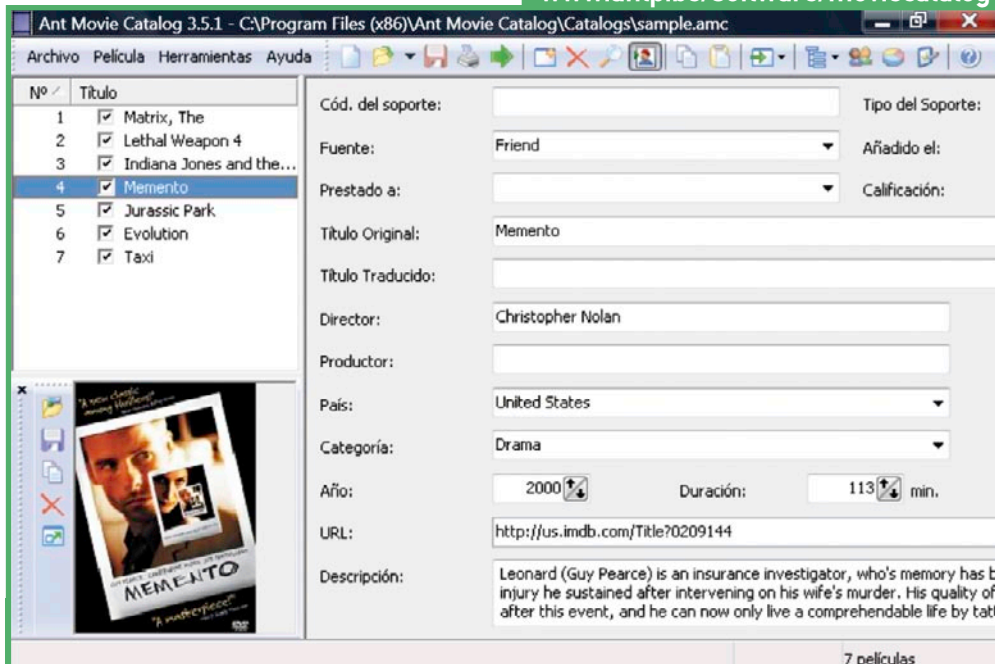 Ant Movie Catalog 3.5.1 - C:\Program Files (x86)\Ant Movie Catalog\Catalogs\sample.amc
Archivo Película Herramientas Ayuda
Nº Título
1 Matrix, The
2 Lethal Weapon 4
3 Indiana Jones and the...
4 Memento
5 Jurassic Park
6 Evolution
7 Taxi
Cód. del soporte: Tipo del Soporte:
Fuente: Friend Añadido el:
Prestado a: Calificación:
Título Original: Memento
Título Traducido:
Director: Christopher Nolan
Productor:
País: United States
Categoría: Drama
Año: 2000 Duración: 113 min.
URL: http://us.imdb.com/Title?0209144
Descripción: Leonard (Guy Pearce) is an insurance investigator, who's memory has b
injury he sustained after intervening on his wife's murder. His quality of
after this event, and he can now only live a comprehendable life by tat
"A new classic
among thrillers!"
MEMENTO
"A masterpiece!"
7 películas